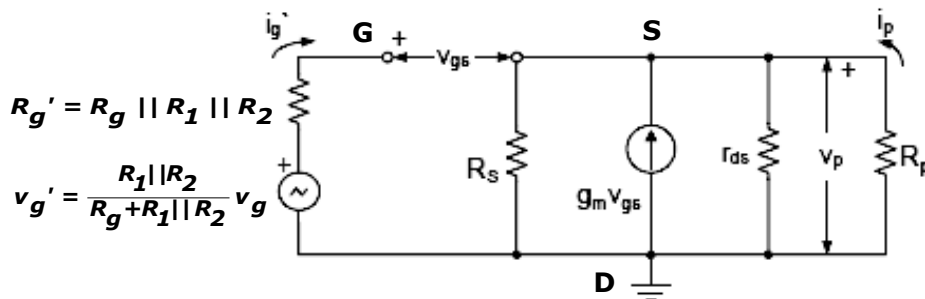 i_g'
G
+
v_gs
S
i_p
R_g' = R_g || R_1 || R_2
+
v_g' = R_1||R_2 / R_g+R_1||R_2 v_g
R_s
g_m v_gs
r_ds
+
v_p
R_p
D